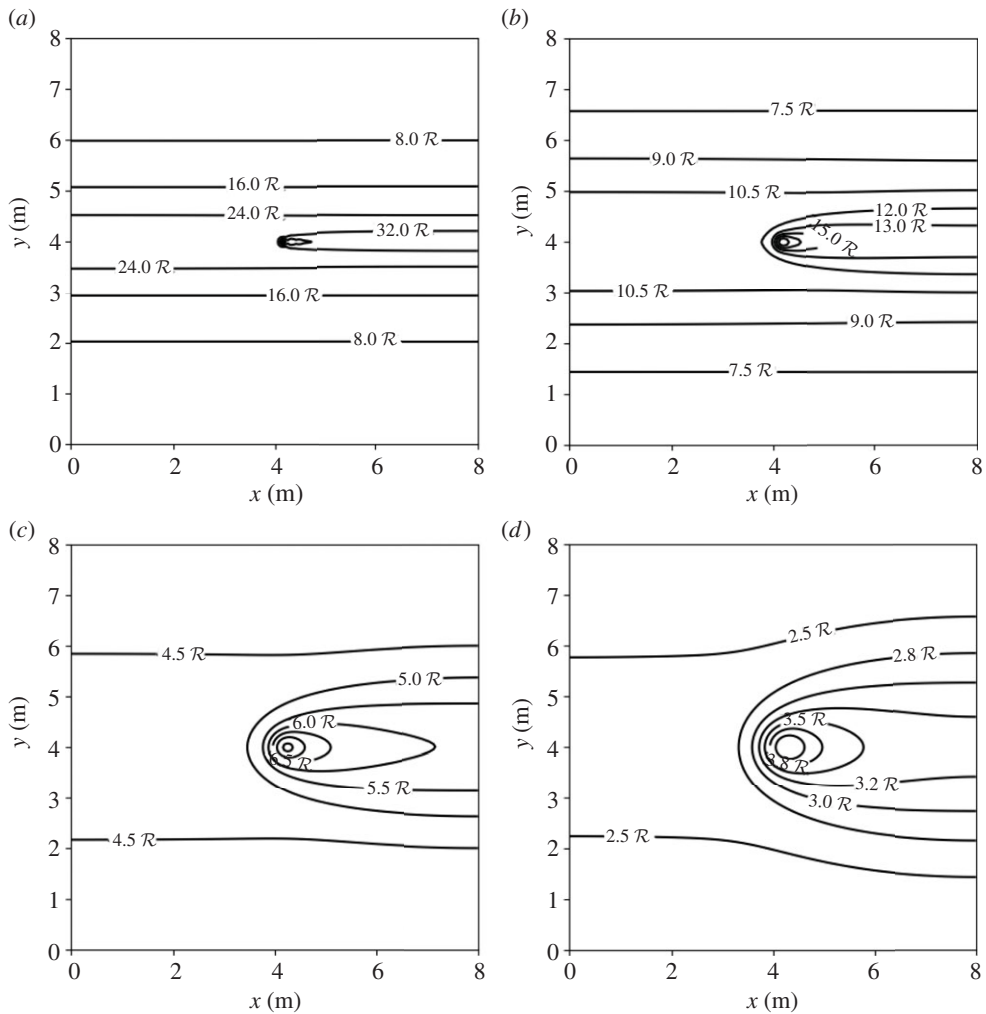 (a)
8
7
6
5
4
3
2
1
0
y (m)
8.0 ℛ
16.0 ℛ
24.0 ℛ
32.0 ℛ
24.0 ℛ
16.0 ℛ
8.0 ℛ
0 2 4 6 8
x (m)
(b)
8
7
6
5
4
3
2
1
0
y (m)
7.5 ℛ
9.0 ℛ
10.5 ℛ
12.0 ℛ
13.0 ℛ
15.0 ℛ
10.5 ℛ
9.0 ℛ
7.5 ℛ
0 2 4 6 8
x (m)
(c)
8
7
6
5
4
3
2
1
0
y (m)
4.5 ℛ
5.0 ℛ
6.0 ℛ
6.5 ℛ
5.5 ℛ
4.5 ℛ
0 2 4 6 8
x (m)
(d)
8
7
6
5
4
3
2
1
0
y (m)
2.5 ℛ
2.8 ℛ
3.5 ℛ
3.8 ℛ
3.2 ℛ
3.0 ℛ
2.5 ℛ
0 2 4 6 8
x (m)